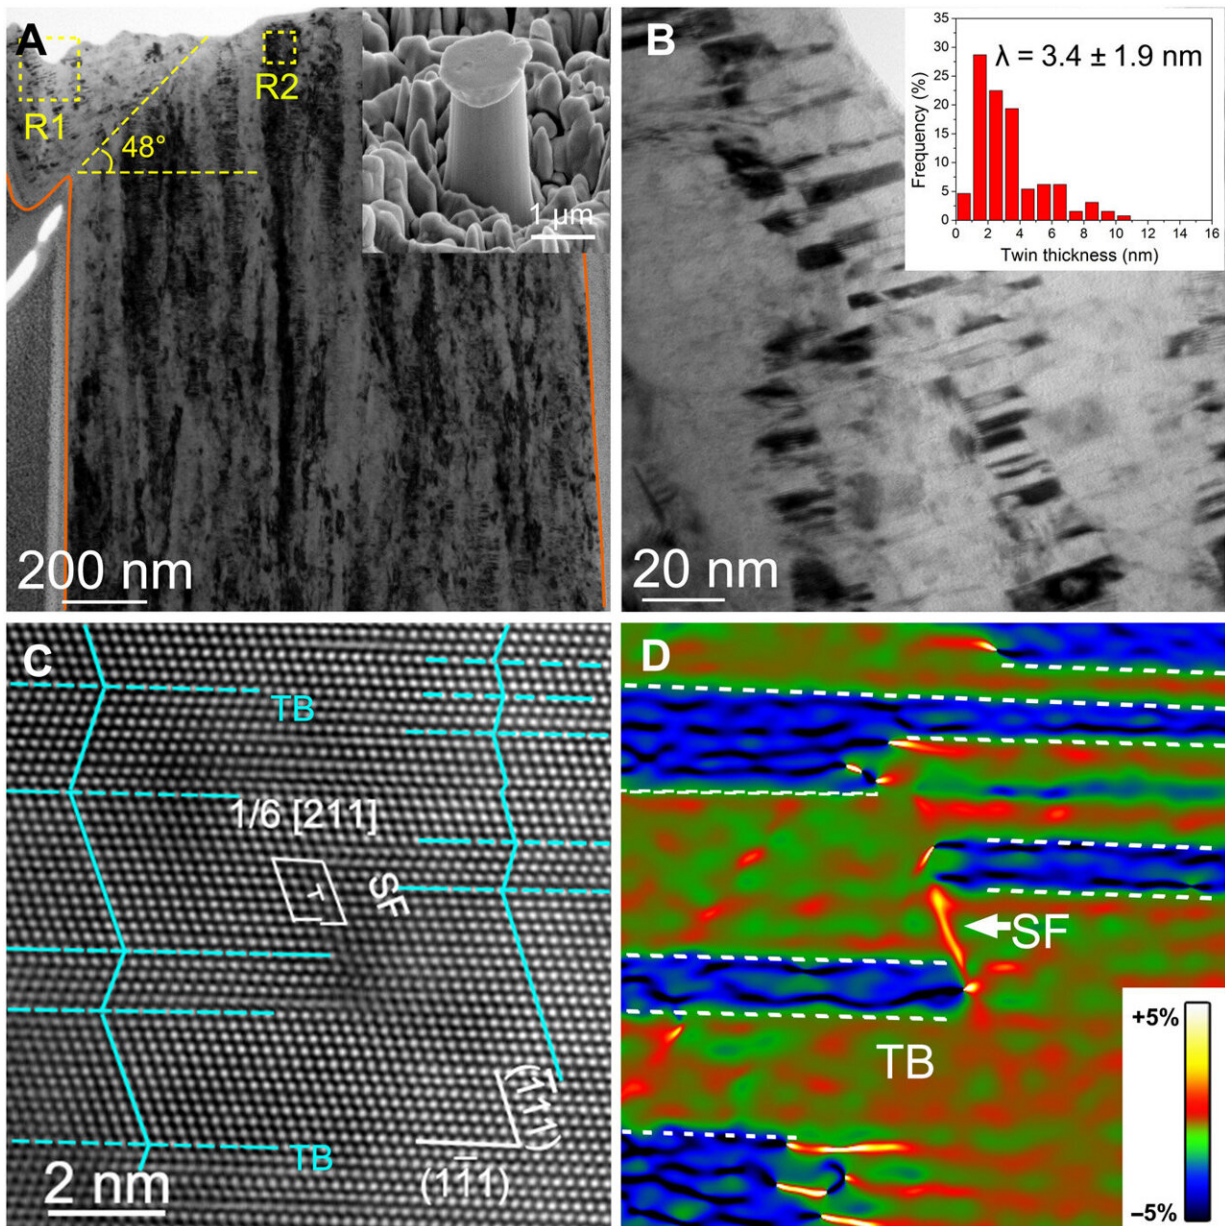 A
R1
R2
48°
1 μm
200 nm
B
λ = 3.4 ± 1.9 nm
Frequency (%)
35
30
25
20
15
10
5
0
0 2 4 6 8 10 12 14 16
Twin thickness (nm)
20 nm
C
TB
1/6 [211]
SF
(1̅11)
(11̅1)
TB
2 nm
D
SF
TB
+5%
−5%